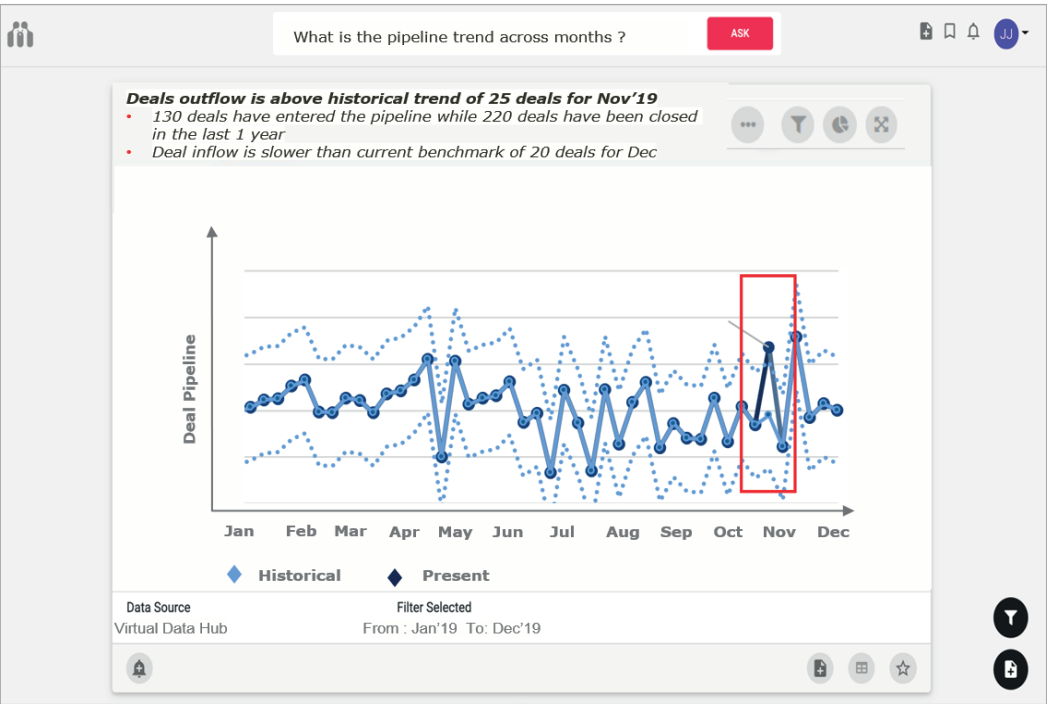 What is the pipeline trend across months ?
ASK
JJ
Deals outflow is above historical trend of 25 deals for Nov’19
• 130 deals have entered the pipeline while 220 deals have been closed
in the last 1 year
• Deal inflow is slower than current benchmark of 20 deals for Dec
Deal Pipeline
Jan Feb Mar Apr May Jun Jul Aug Sep Oct Nov Dec
Historical Present
Data Source Filter Selected
Virtual Data Hub From : Jan’19 To: Dec’19